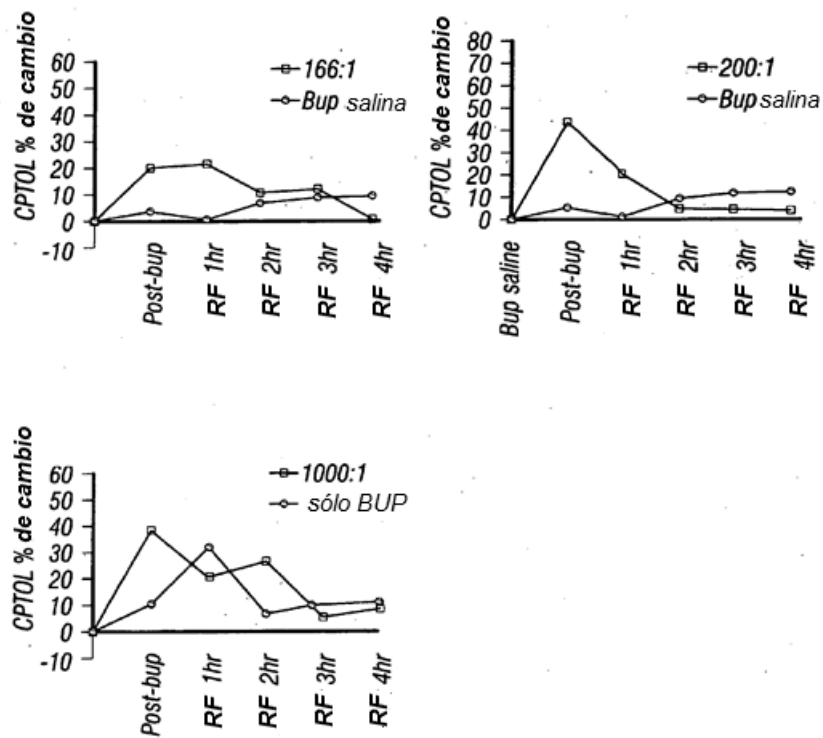 CPTOL % de cambio
60
50
40
30
20
10
0
-10
166:1
Bup salina
Post-bup
RF 1hr
RF 2hr
RF 3hr
RF 4hr
CPTOL % de cambio
80
70
60
50
40
30
20
10
0
200:1
Bup salina
Bup saline
Post-bup
RF 1hr
RF 2hr
RF 3hr
RF 4hr
CPTOL % de cambio
60
50
40
30
20
10
0
-10
1000:1
sólo BUP
Post-bup
RF 1hr
RF 2hr
RF 3hr
RF 4hr